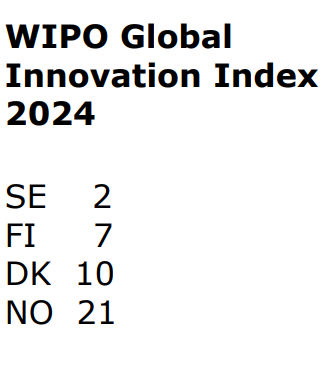 WIPO Global
Innovation Index
2024
SE 2
FI 7
DK 10
NO 21